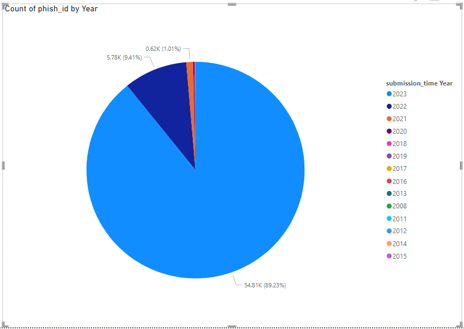 Count of phish_id by Year
0.62K (1.01%)
5.78K (9.41%)
54.81K (89.23%)
submission_time Year
2023
2022
2021
2020
2018
2019
2017
2016
2013
2008
2011
2012
2014
2015